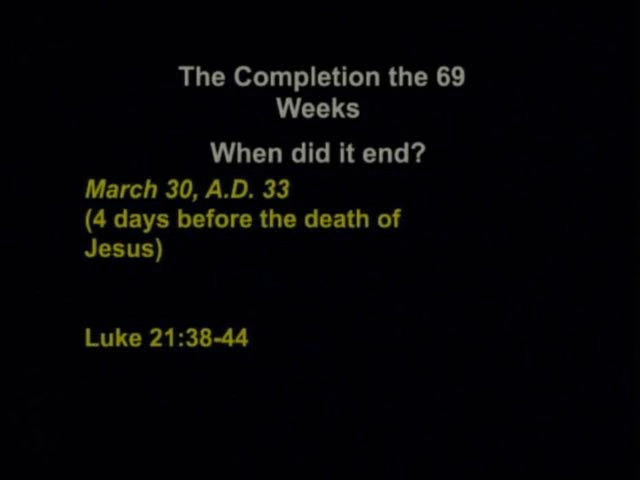 The Completion the 69
Weeks
When did it end?
March 30, A.D. 33
(4 days before the death of
Jesus)
Luke 21:38-44